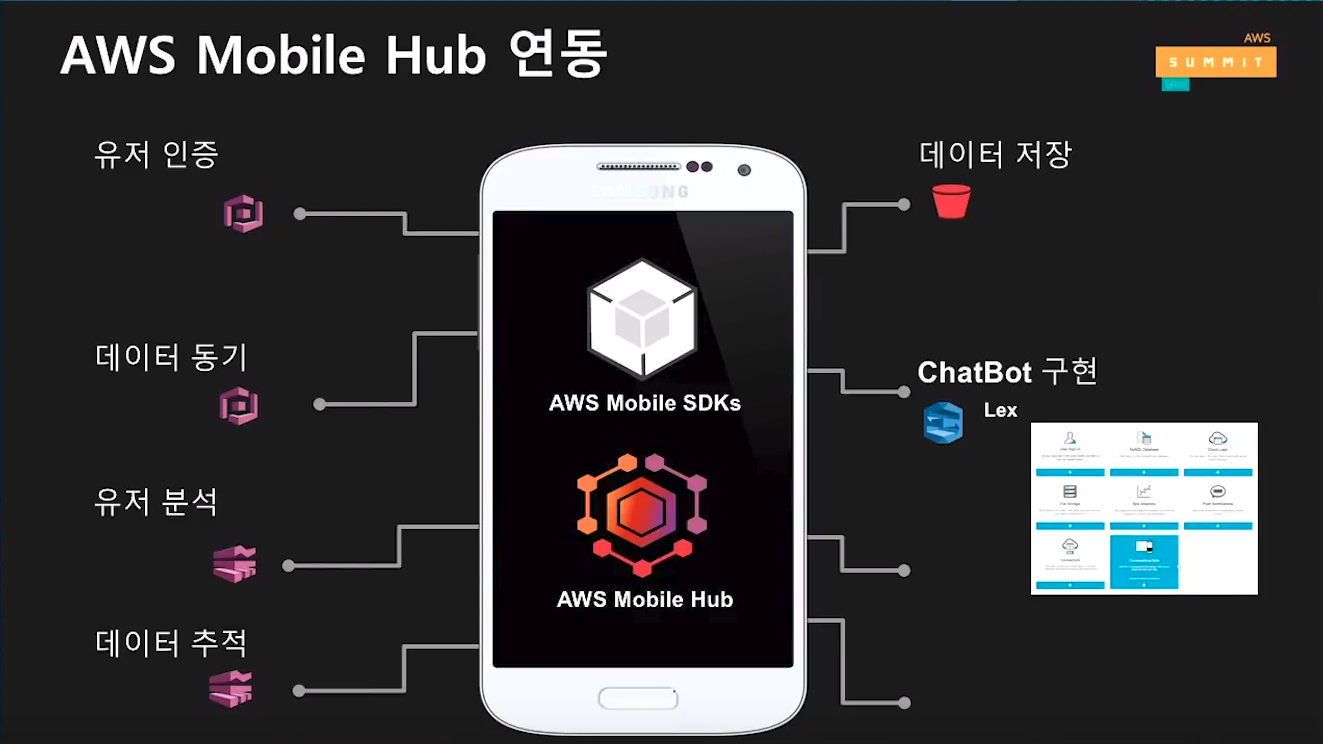 AWS Mobile Hub 연동
AWS
SUMMIT
유저 인증
데이터 저장
SAMSUNG
데이터 동기
ChatBot 구현
Lex
AWS Mobile SDKs
유저 분석
AWS Mobile Hub
데이터 추적
User Sign-in
NoSQL Database
Cloud Logic
File Storage
App Analytics
Push Notifications
Connectors
Conversational Bots